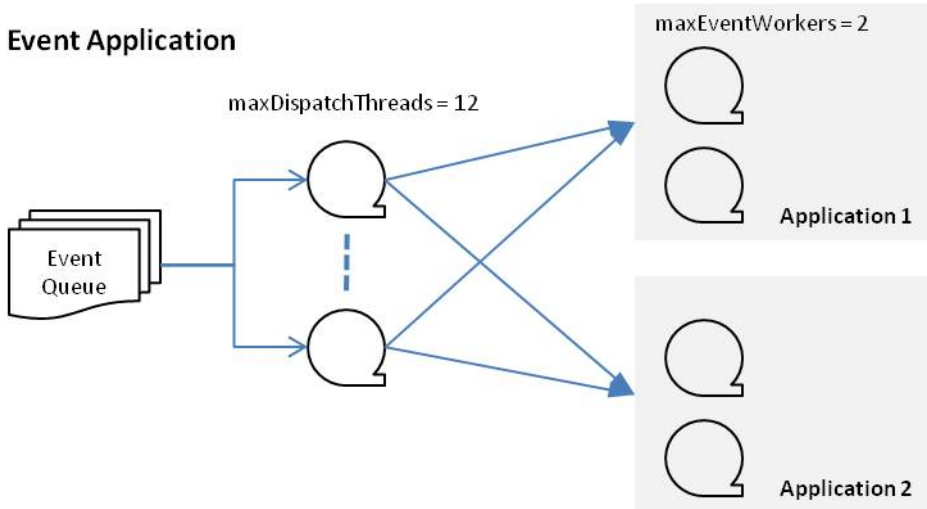 Event Application
maxEventWorkers = 2
maxDispatchThreads = 12
Application 1
Event
Queue
Application 2